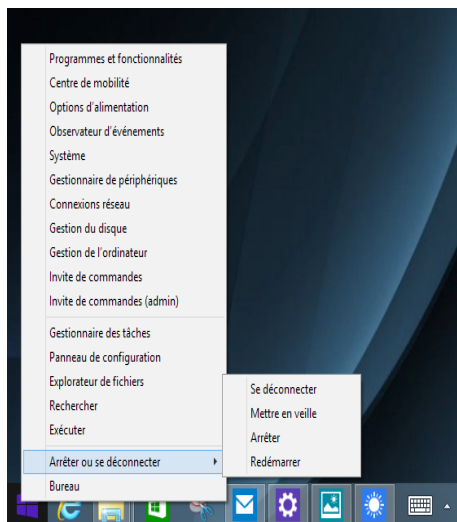 Programmes et fonctionnalités
Centre de mobilité
Options d'alimentation
Observateur d'événements
Système
Gestionnaire de périphériques
Connexions réseau
Gestion du disque
Gestion de l'ordinateur
Invite de commandes
Invite de commandes (admin)
Gestionnaire des tâches
Panneau de configuration
Explorateur de fichiers
Rechercher
Exécuter
Arrêter ou se déconnecter
Bureau
Se déconnecter
Mettre en veille
Arrêter
Redémarrer